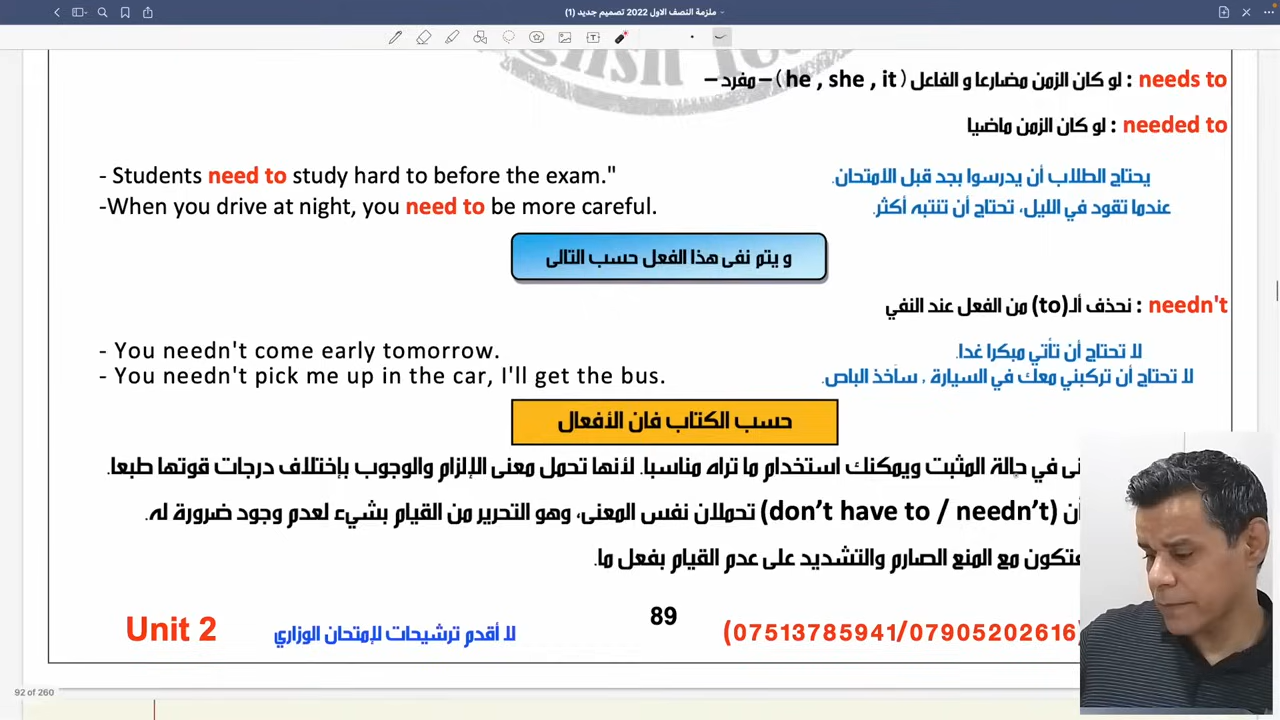 ملزمة النصف الاول 2022 تصميم جديد (1)
needs to : لو كان الزمن مضارعا و الفاعل ( he , she , it ) – مفرد –
needed to : لو كان الزمن ماضيا
- Students need to study hard to before the exam." يحتاج الطلاب أن يدرسوا بجد قبل الامتحان.
-When you drive at night, you need to be more careful. عندما تقود في الليل، تحتاج أن تنتبه أكثر.
و يتم نفى هذا الفعل حسب التالى
needn't : نحذف ألـ(to) من الفعل عند النفي
- You needn't come early tomorrow. لا تحتاج أن تأتي مبكرا غدا.
- You needn't pick me up in the car, I'll get the bus. لا تحتاج أن تركبني معك في السيارة , سأخذ الباص.
حسب الكتاب فان الأفعال
في حالة المثبت ويمكنك استخدام ما تراه مناسبا. لأنها تحمل معنى الإلزام والوجوب بإختلاف درجات قوتها طبعا.
أن (don't have to / needn't) تحملان نفس المعنى، وهو التحرير من القيام بشيء لعدم وجود ضرورة له.
مع المنع الصارم والتشديد على عدم القيام بفعل ما.
Unit 2 لا أقدم ترشيحات لإمتحان الوزاري 89 (07513785941/07905202616
92 of 260